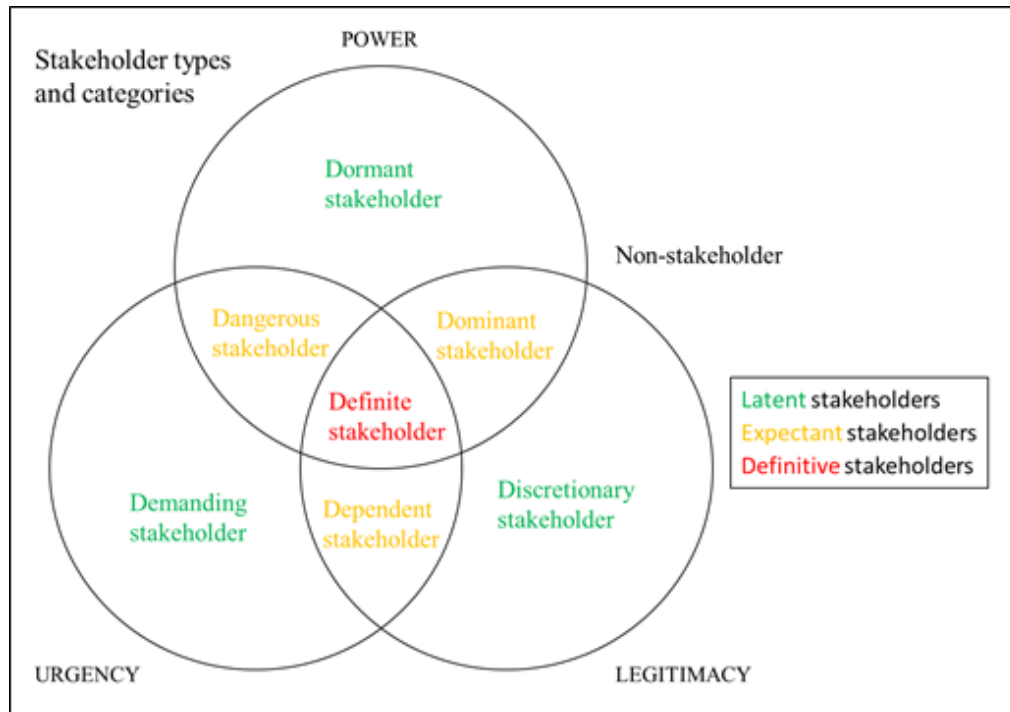 POWER
Stakeholder types
and categories
Dormant
stakeholder
Non-stakeholder
Dangerous
stakeholder
Dominant
stakeholder
Definite
stakeholder
Latent stakeholders
Expectant stakeholders
Definitive stakeholders
Demanding
stakeholder
Dependent
stakeholder
Discretionary
stakeholder
URGENCY
LEGITIMACY